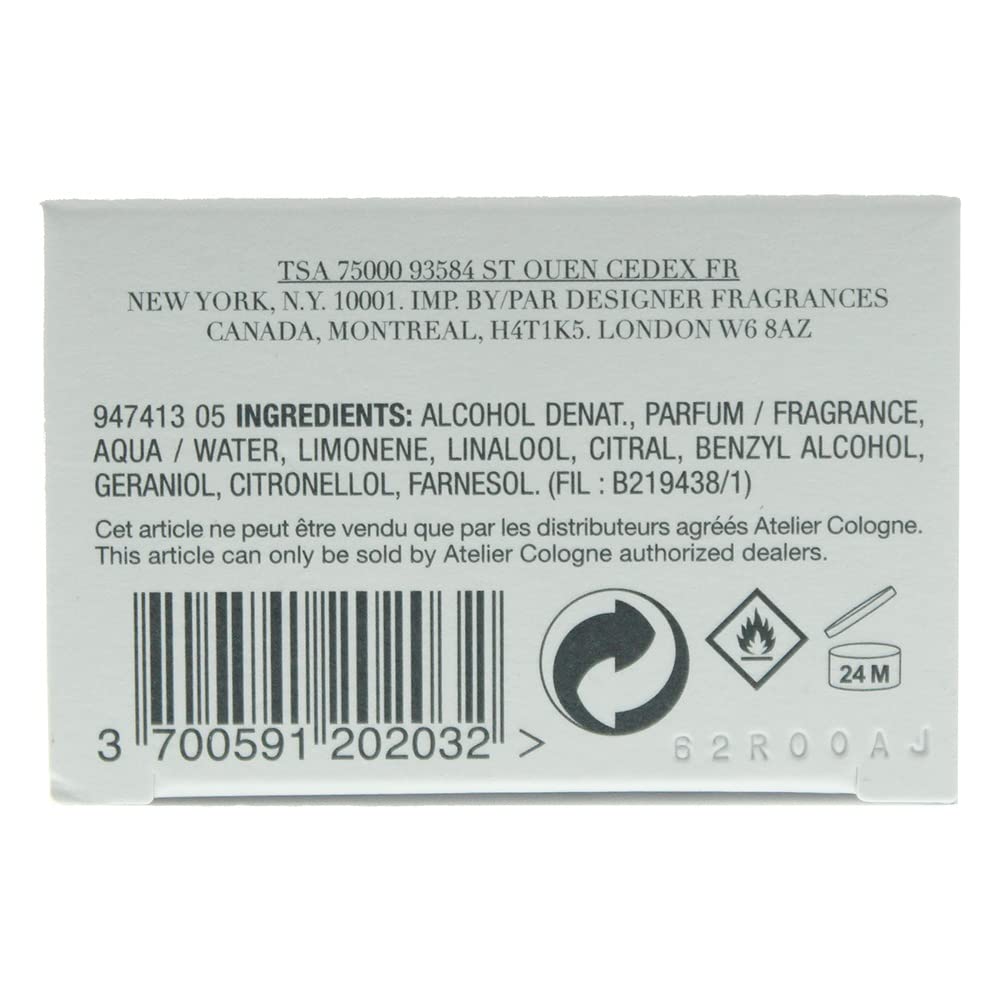 TSA 75000 93584 ST OUEN CEDEX FR
NEW YORK, N.Y. 10001. IMP. BY/PAR DESIGNER FRAGRANCES
CANADA, MONTREAL, H4T1K5. LONDON W6 8AZ
947413 05 INGREDIENTS: ALCOHOL DENAT., PARFUM / FRAGRANCE,
AQUA / WATER, LIMONENE, LINALOOL, CITRAL, BENZYL ALCOHOL,
GERANIOL, CITRONELLOL, FARNESOL. (FIL : B219438/1)
Cet article ne peut être vendu que par les distributeurs agréés Atelier Cologne.
This article can only be sold by Atelier Cologne authorized dealers.
24 M
3 700591 202032 >
62R00AJ